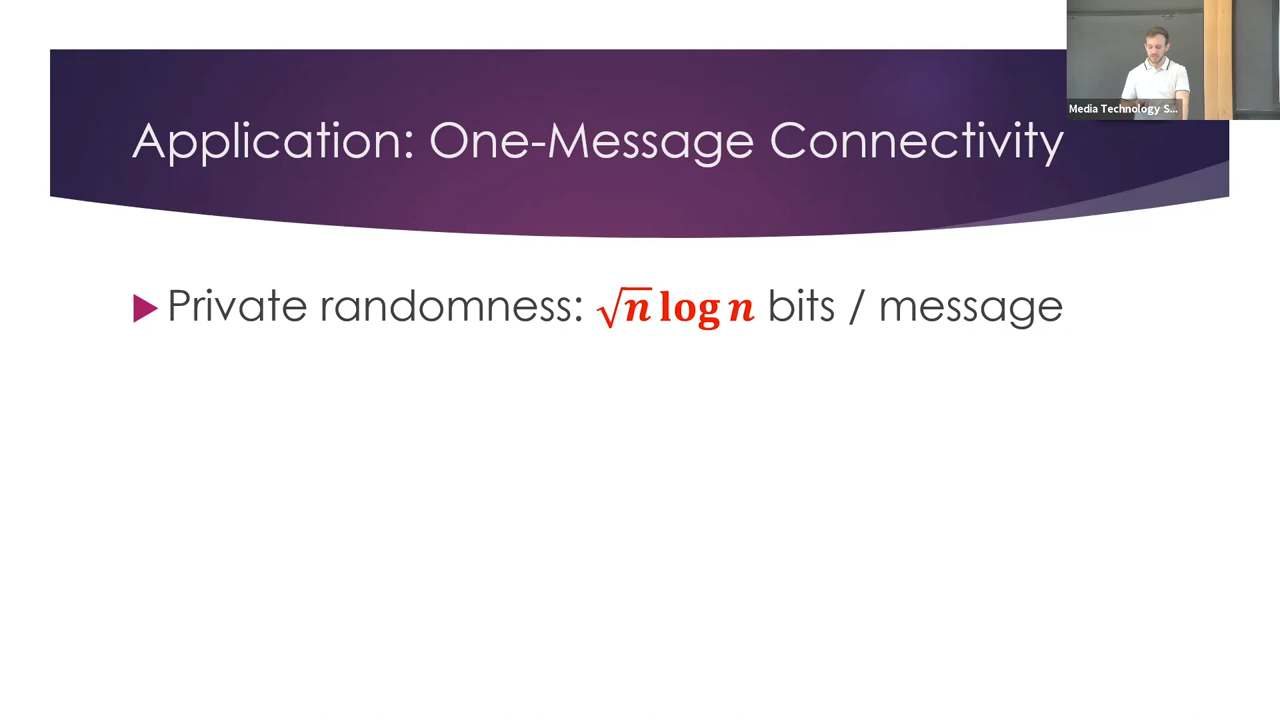 Media Technology S...
Application: One-Message Connectivity
Private randomness: √n log n bits / message